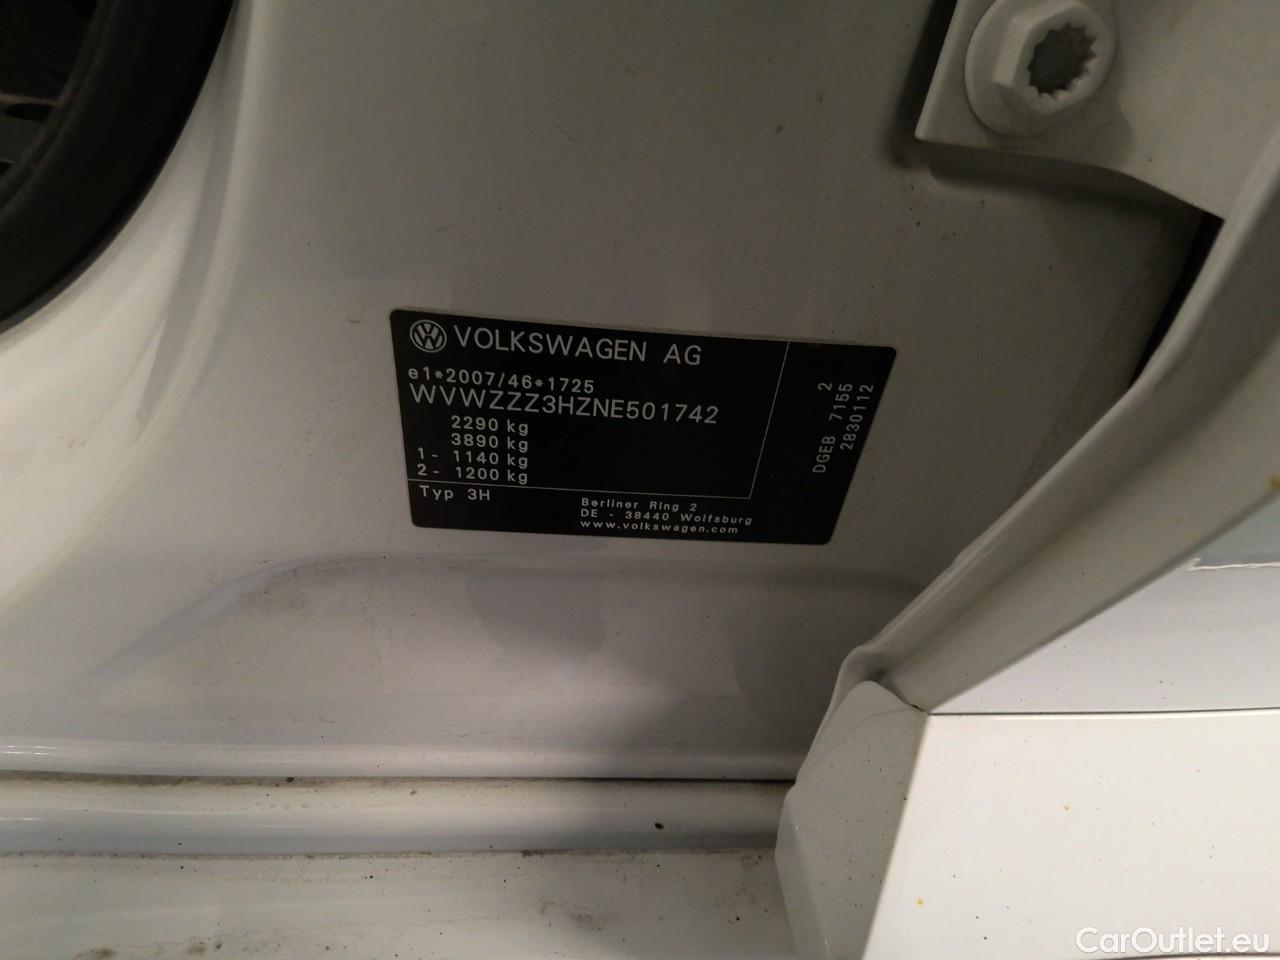 VOLKSWAGEN AG
e1*2007/46*1725
WVWZZZ3HZNE501742
2290 kg
3890 kg
1 - 1140 kg
2 - 1200 kg
Typ 3H
Berliner Ring 2
DE - 38440 Wolfsburg
www.volkswagen.com
2
DGEB 7155
2830112
CarOutlet.eu